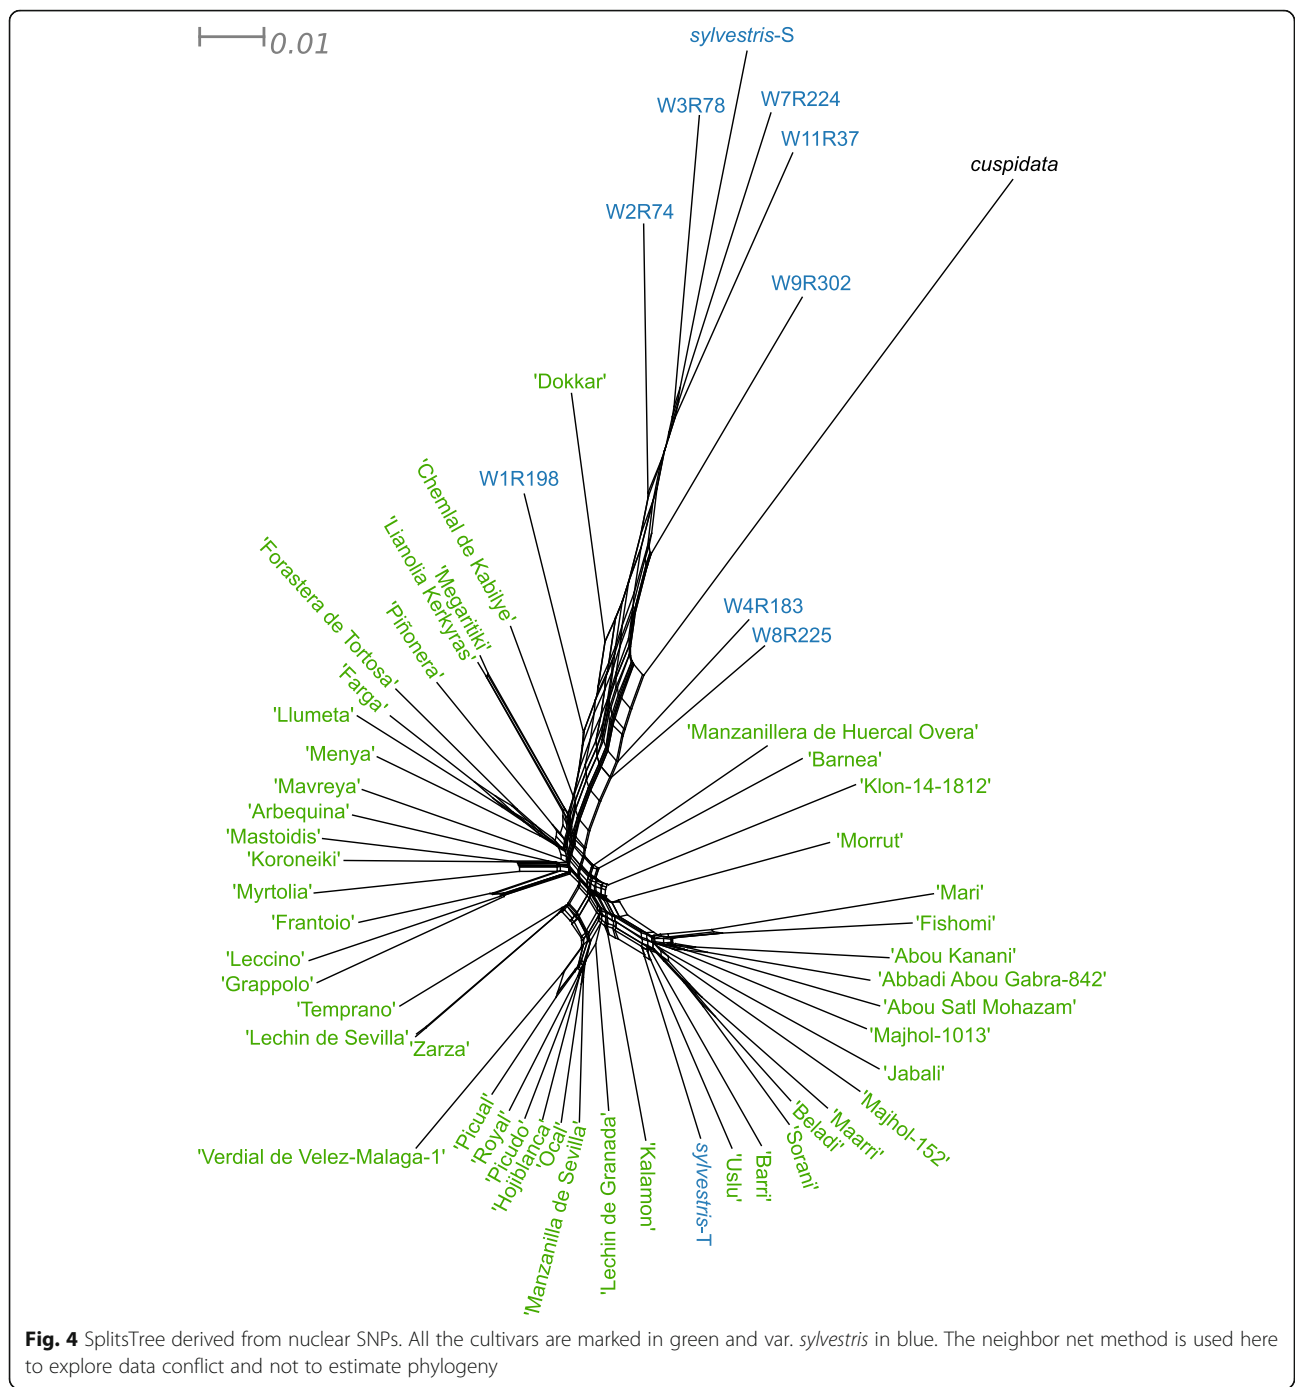 0.01
sylvestris-S
W3R78
W7R224
W11R37
cuspidata
W2R74
W9R302
'Dokkar'
W1R198
'Chemlal de Kabilye'
'Lianolia Kerkyras'
'Megaritiki'
'Forastera de Tortosa'
'Piñonera'
'Farga'
W4R183
W8R225
'Llumeta'
'Manzanillera de Huercal Overa'
'Menya'
'Barnea'
'Mavreya'
'Klon-14-1812'
'Arbequina'
'Mastoidis'
'Morrut'
'Koroneiki'
'Myrtolia'
'Mari'
'Frantoio'
'Fishomi'
'Leccino'
'Abou Kanani'
'Grappolo'
'Abbadi Abou Gabra-842'
'Temprano'
'Abou Satl Mohazam'
'Lechin de Sevilla'
'Majhol-1013'
'Zarza'
'Jabali'
'Verdial de Velez-Malaga-1'
'Picual'
'Royal'
'Picudo'
'Hojiblanca'
'Ocal'
'Manzanilla de Sevilla'
'Lechin de Granada'
'Kalamon'
sylvestris-T
'Uslu'
'Barri'
'Sorani'
'Beladi'
'Maarri'
'Majhol-152'
Fig. 4 SplitsTree derived from nuclear SNPs. All the cultivars are marked in green and var. sylvestris in blue. The neighbor net method is used here
to explore data conflict and not to estimate phylogeny